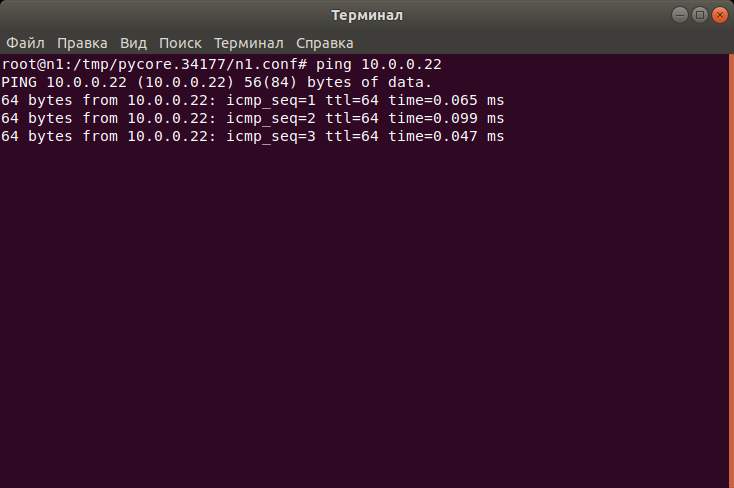 Терминал
Файл Правка Вид Поиск Терминал Справка
root@n1:/tmp/pycore.34177/n1.conf# ping 10.0.0.22
PING 10.0.0.22 (10.0.0.22) 56(84) bytes of data.
64 bytes from 10.0.0.22: icmp_seq=1 ttl=64 time=0.065 ms
64 bytes from 10.0.0.22: icmp_seq=2 ttl=64 time=0.099 ms
64 bytes from 10.0.0.22: icmp_seq=3 ttl=64 time=0.047 ms